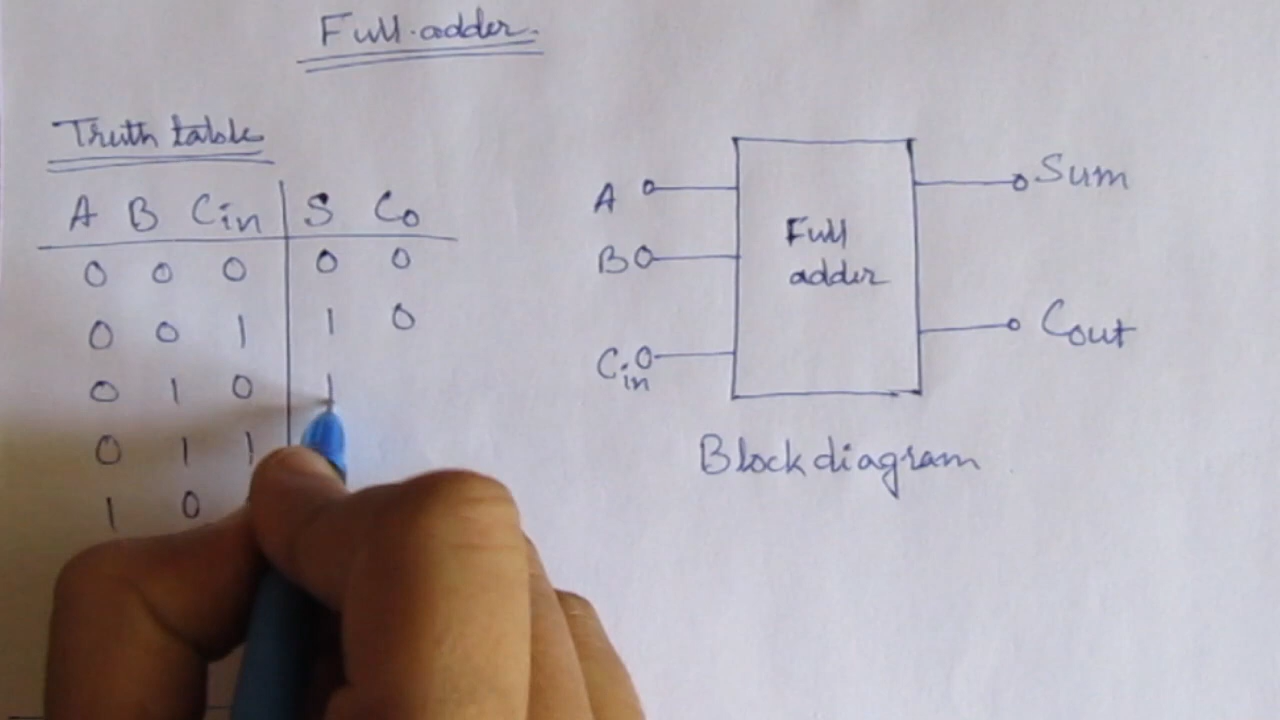 Full adder
Truth table
A B Cin S Co
0 0 0 0 0
0 0 1 1 0
0 1 0 1
0 1 1
1 0
A
B
Cin
Full
adder
Sum
Cout
Block diagram